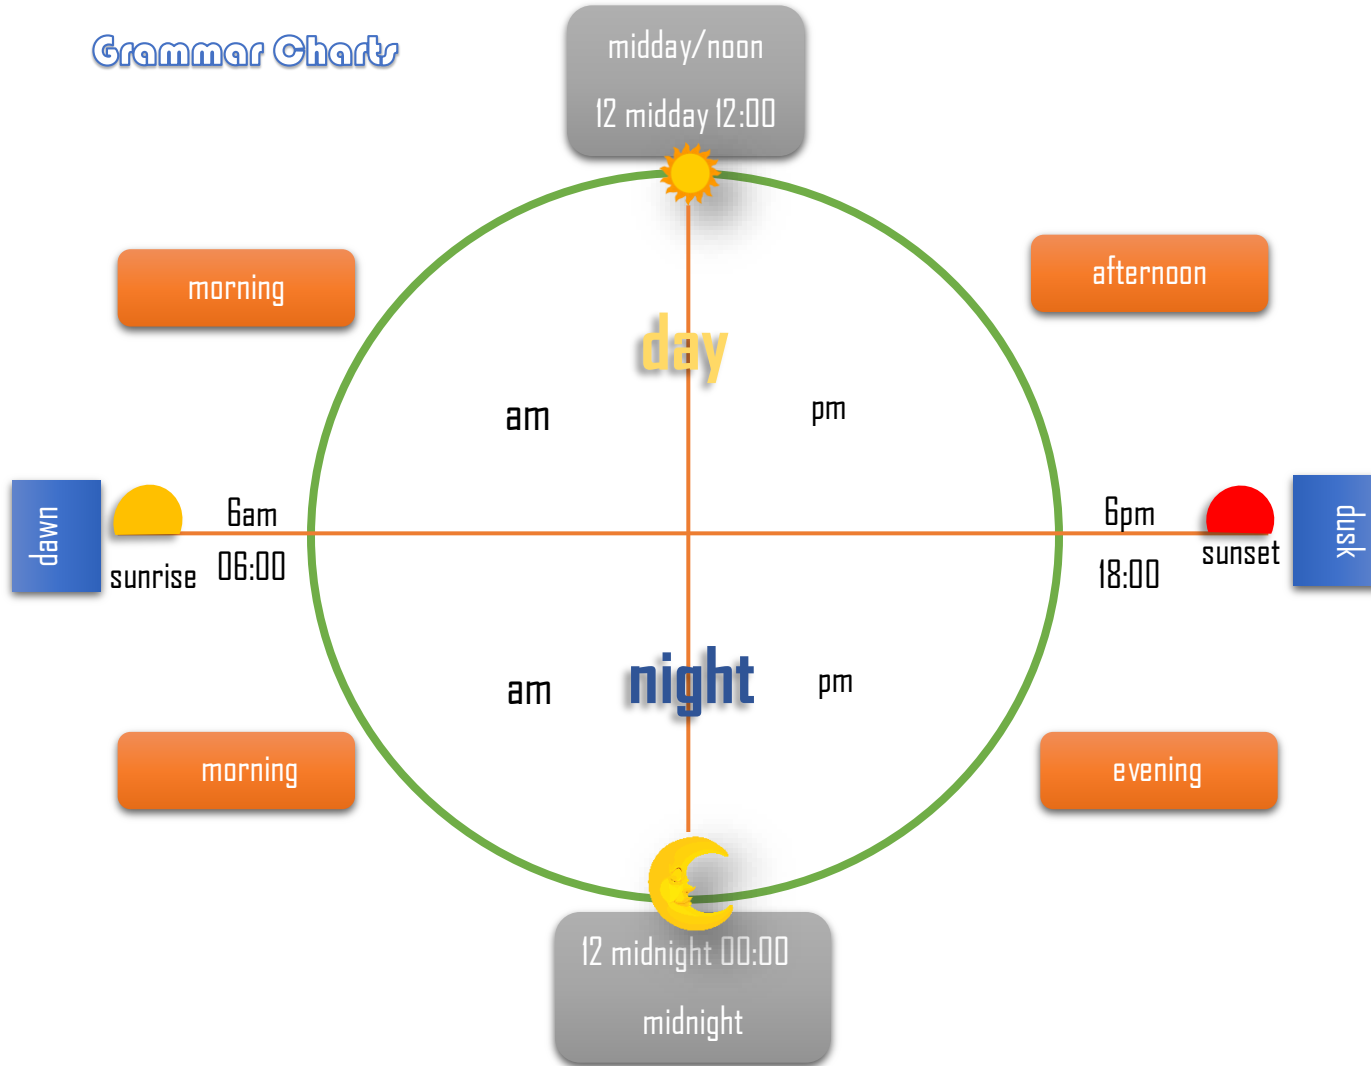 Grammar Charts
midday/noon
12 midday 12:00
morning
afternoon
day
am
pm
dawn
sunrise
6am
06:00
6pm
18:00
sunset
dusk
am
night
pm
morning
evening
12 midnight 00:00
midnight